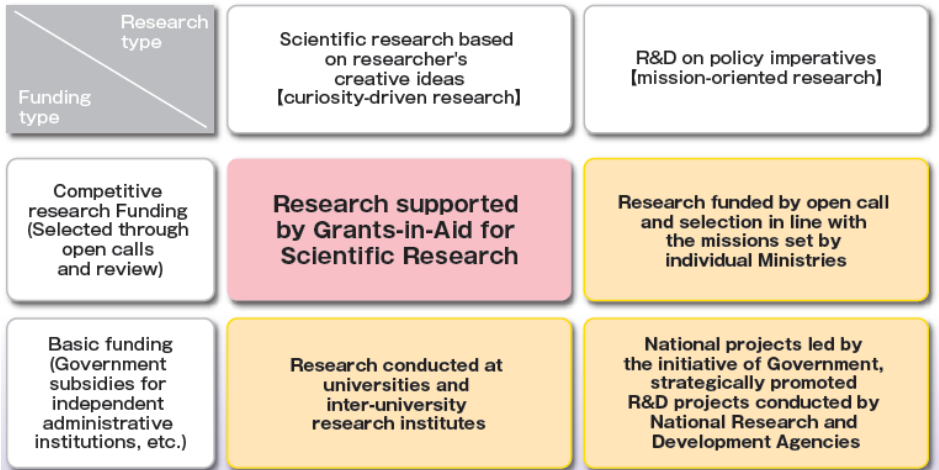 Research
type
Funding
type
Scientific research based
on researcher's
creative ideas
【curiosity-driven research】
R&D on policy imperatives
【mission-oriented research】
Competitive
research Funding
(Selected through
open calls
and review)
Research supported
by Grants-in-Aid for
Scientific Research
Research funded by open call
and selection in line with
the missions set by
individual Ministries
Basic funding
(Government
subsidies for
independent
administrative
institutions, etc.)
Research conducted at
universities and
inter-university
research institutes
National projects led by
the initiative of Government,
strategically promoted
R&D projects conducted by
National Research and
Development Agencies